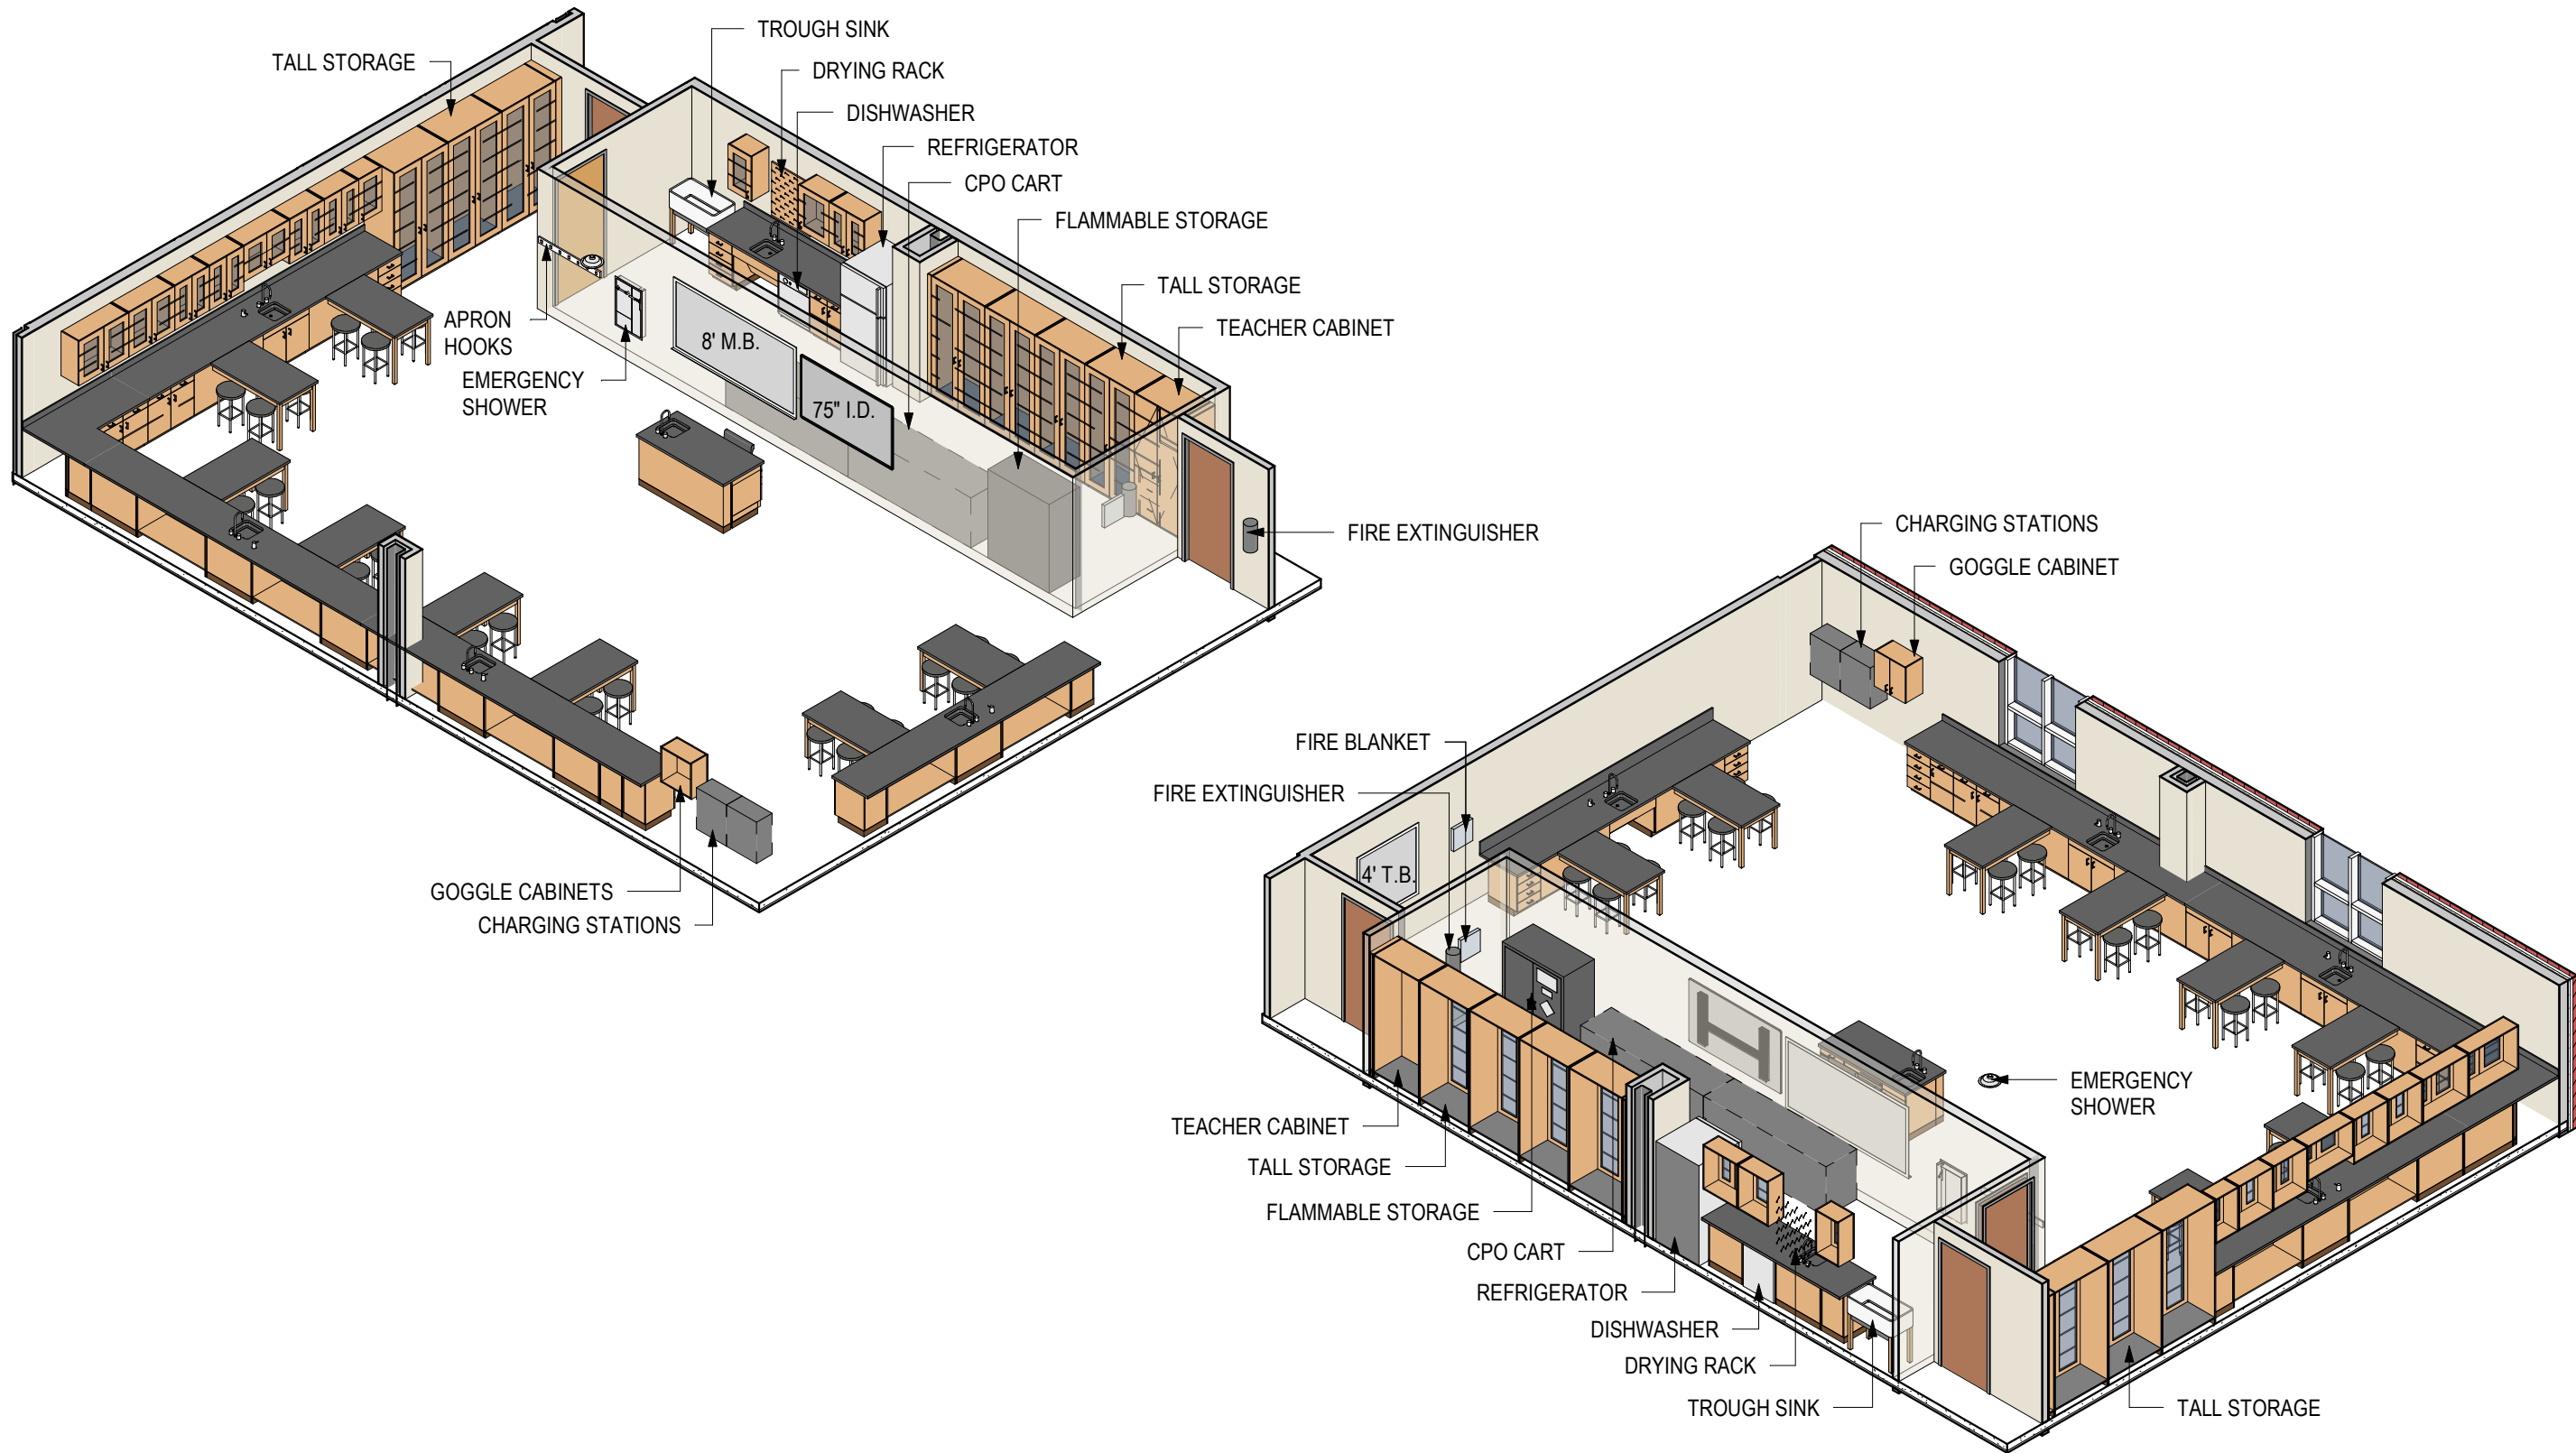 TROUGH SINK
TALL STORAGE
DRYING RACK
DISHWASHER
REFRIGERATOR
CPO CART
FLAMMABLE STORAGE
TALL STORAGE
TEACHER CABINET
APRON
HOOKS
8' M.B.
EMERGENCY
SHOWER
75" I.D.
FIRE EXTINGUISHER
GOGGLE CABINETS
CHARGING STATIONS
CHARGING STATIONS
GOGGLE CABINET
FIRE BLANKET
FIRE EXTINGUISHER
4' T.B.
EMERGENCY
SHOWER
TEACHER CABINET
TALL STORAGE
FLAMMABLE STORAGE
CPO CART
REFRIGERATOR
DISHWASHER
DRYING RACK
TROUGH SINK
TALL STORAGE